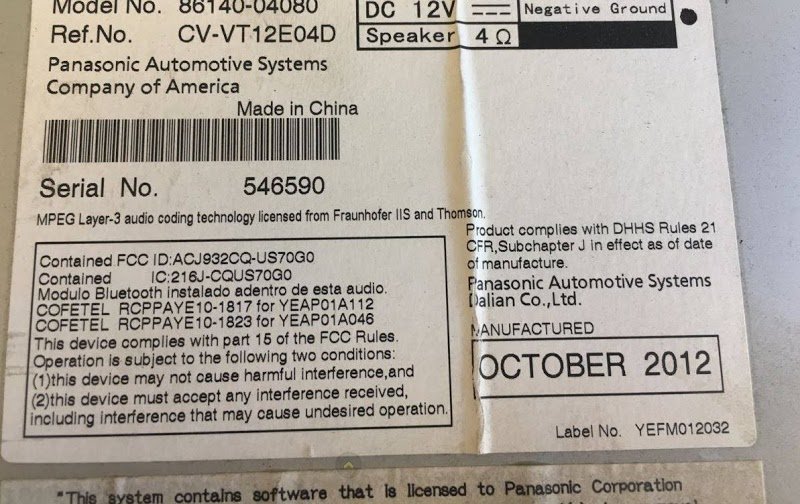 Model No. 86140-04080
Ref.No. CV-VT12E04D
DC 12V
Negative Ground
Speaker 4Ω
Panasonic Automotive Systems
Company of America
Made in China
Serial No. 546590
MPEG Layer-3 audio coding technology licensed from Fraunhofer IIS and Thomson.
Contained FCC ID:ACJ932CQ-US70G0
Contained IC:216J-CQUS70G0
Modulo Bluetooth instalado adentro de esta audio.
COFETEL RCPPAYE10-1817 for YEAP01A112
COFETEL RCPPAYE10-1823 for YEAP01A046
This device complies with part 15 of the FCC Rules.
Operation is subject to the following two conditions:
(1)this device may not cause harmful interference,and
(2)this device must accept any interference received,
including interference that may cause undesired operation.
Product complies with DHHS Rules 21
CFR,Subchapter J in effect as of date
of manufacture.
Panasonic Automotive Systems
Dalian Co.,Ltd.
MANUFACTURED
OCTOBER 2012
Label No. YEFM012032
"This system contains software that is licensed to Panasonic Corporation